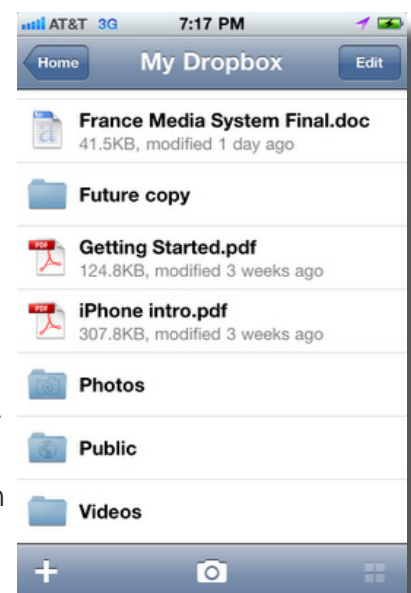 AT&T 3G 7:17 PM
Home My Dropbox Edit
France Media System Final.doc
41.5KB, modified 1 day ago
Future copy
PDF
Getting Started.pdf
124.8KB, modified 3 weeks ago
PDF
iPhone intro.pdf
307.8KB, modified 3 weeks ago
Photos
Public
Videos